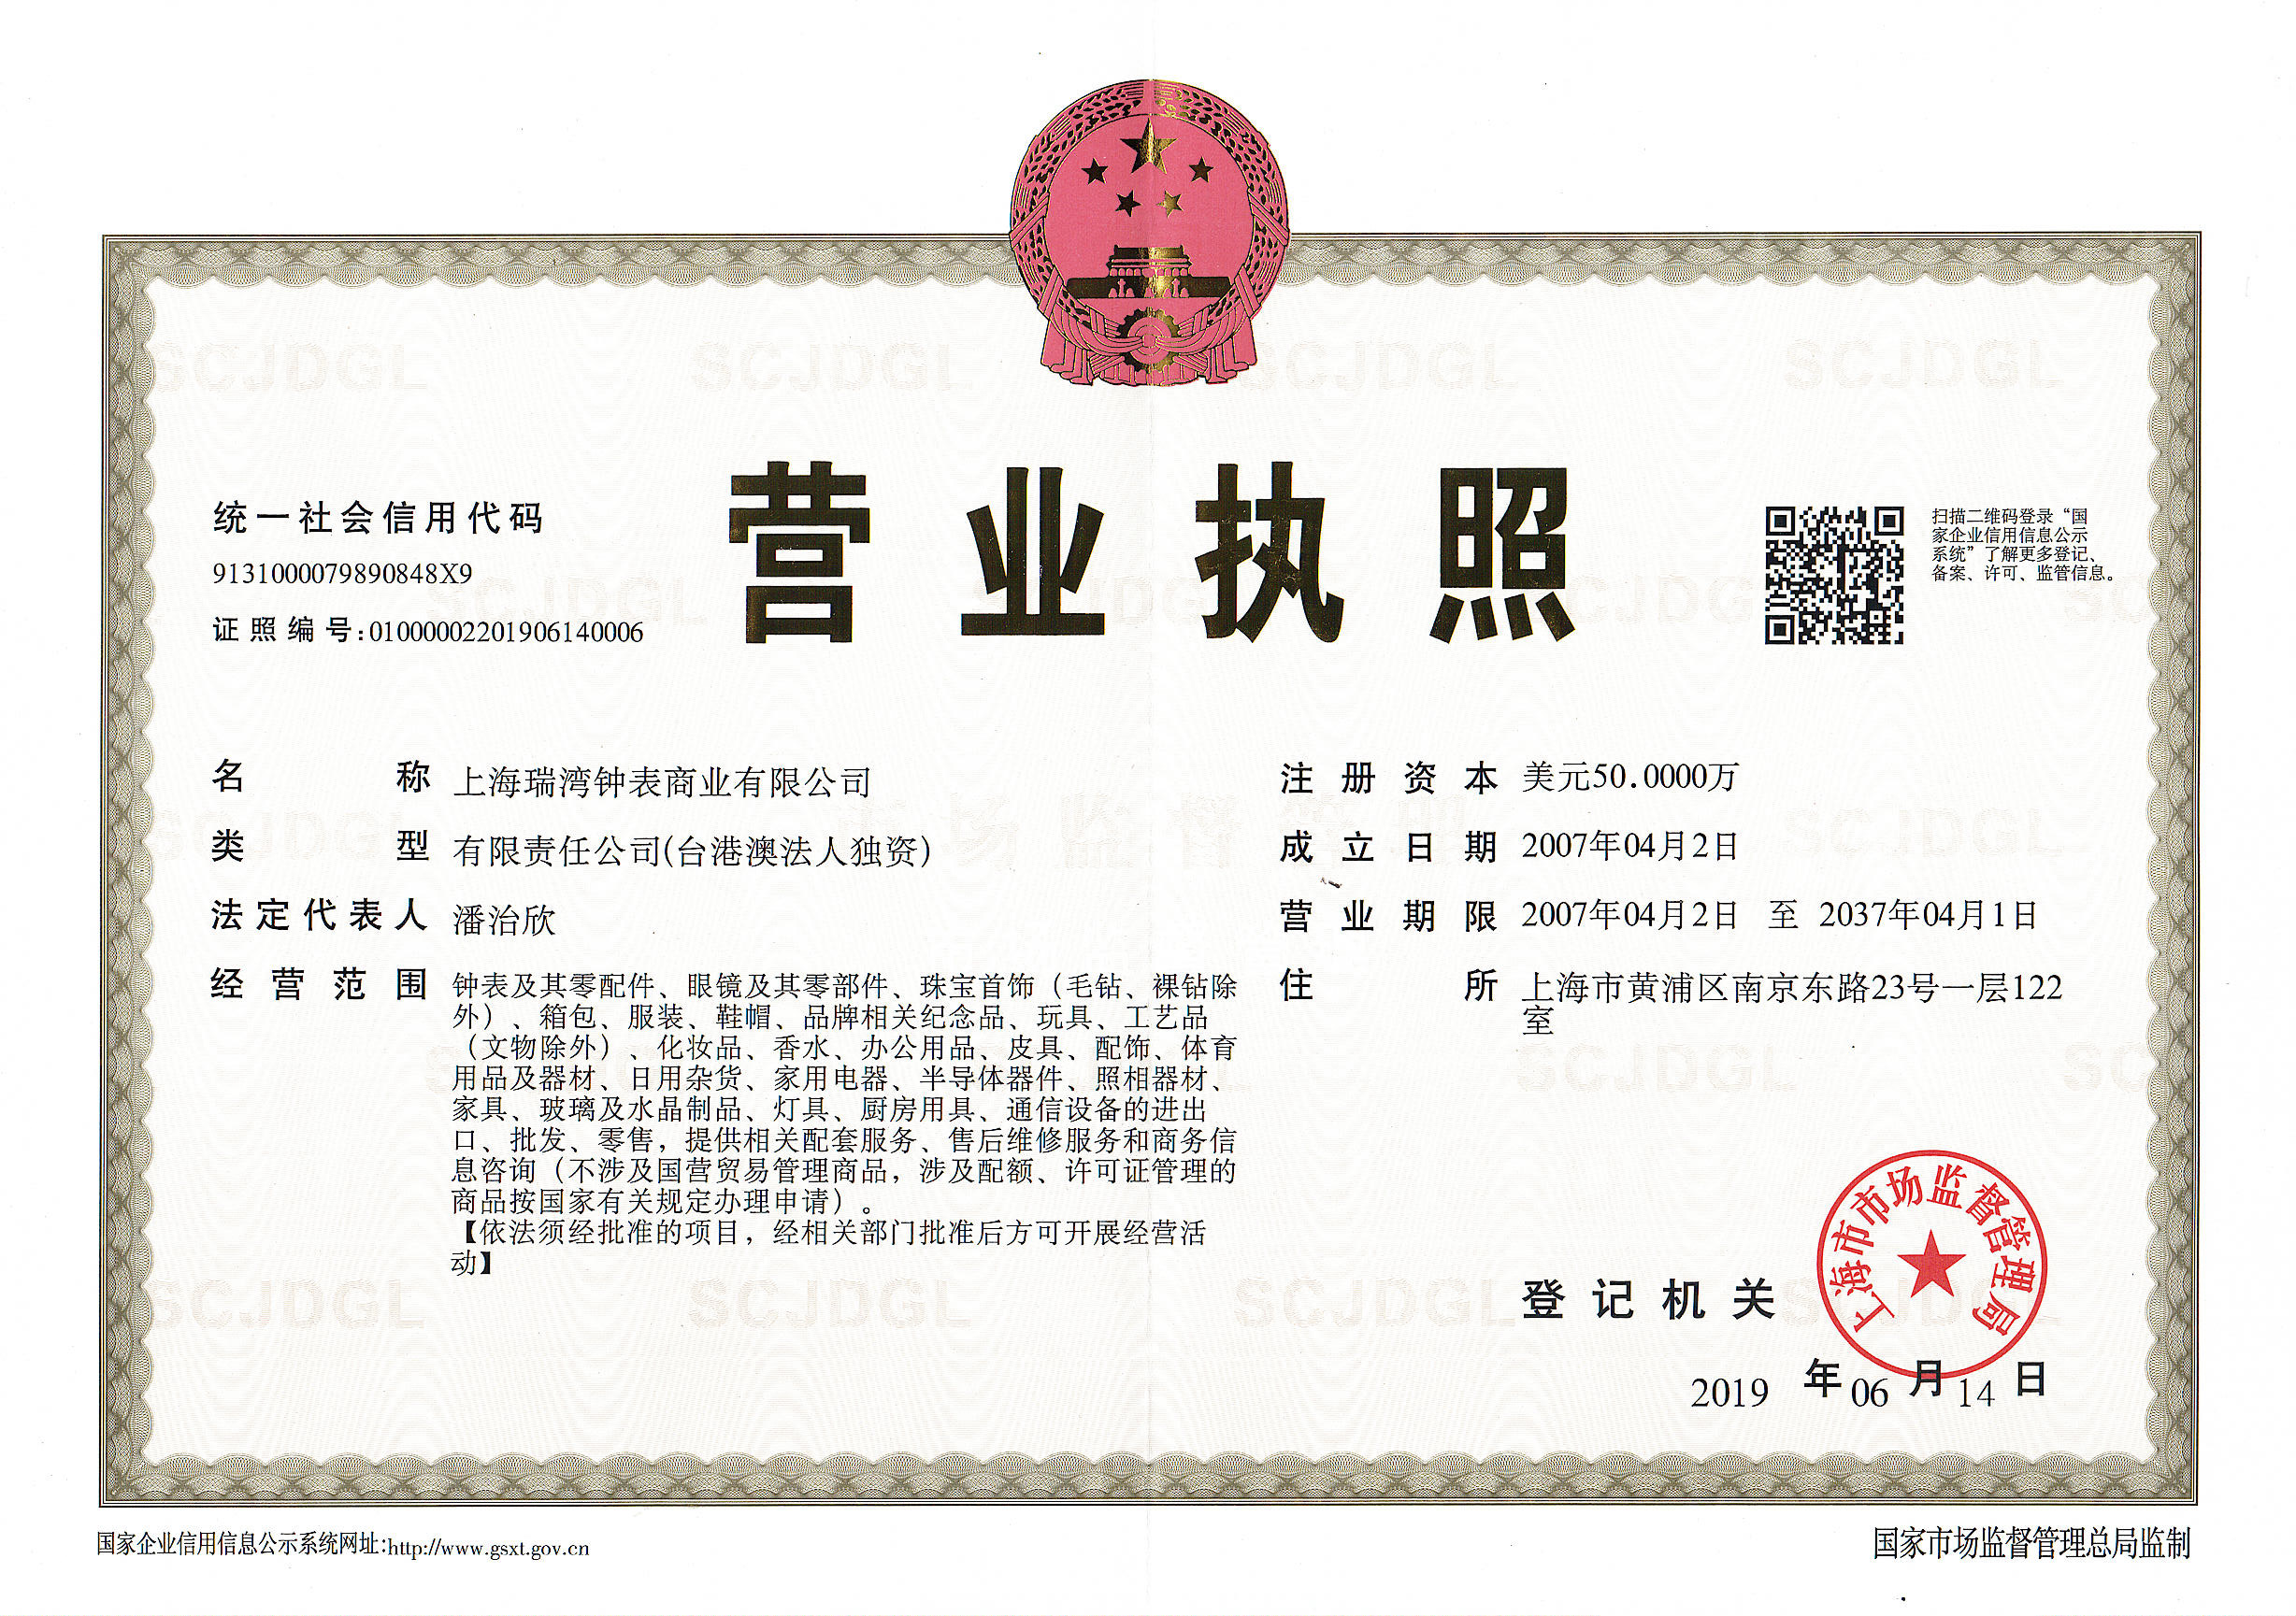 营业执照
统一社会信用代码
9131000079890848X9
证照编号:01000002201906140006
扫描二维码登录“国
家企业信用信息公示
系统”了解更多登记、
备案、许可、监管信息。
名称 上海瑞湾钟表商业有限公司
类型 有限责任公司(台港澳法人独资)
法定代表人 潘治欣
经营范围 钟表及其零配件、眼镜及其零部件、珠宝首饰（毛钻、裸钻除
外）、箱包、服装、鞋帽、品牌相关纪念品、玩具、工艺品
（文物除外）、化妆品、香水、办公用品、皮具、配饰、体育
用品及器材、日用杂货、家用电器、半导体器件、照相器材、
家具、玻璃及水晶制品、灯具、厨房用具、通信设备的进出
口、批发、零售，提供相关配套服务、售后维修服务和商务信
息咨询（不涉及国营贸易管理商品，涉及配额、许可证管理的
商品按国家有关规定办理申请）。
【依法须经批准的项目，经相关部门批准后方可开展经营活
动】
注册资本 美元50.0000万
成立日期 2007年04月2日
营业期限 2007年04月2日 至 2037年04月1日
住所 上海市黄浦区南京东路23号一层122
室
登记机关
上海市市场监督管理局
2019 年 06 月 14 日
国家企业信用信息公示系统网址:http://www.gsxt.gov.cn
国家市场监督管理总局监制
SCJDGL